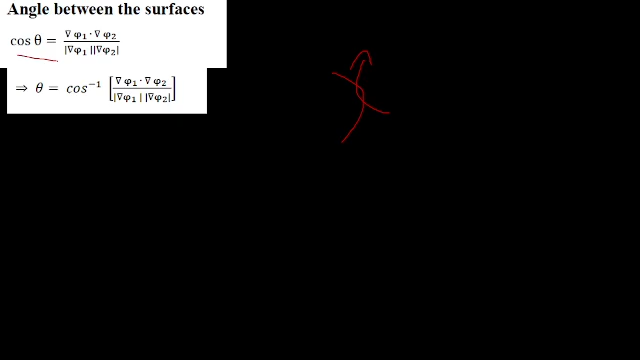 Angle between the surfaces
cos θ = ∇ φ₁ · ∇ φ₂ / |∇φ₁ ||∇φ₂|
⇒ θ = cos⁻¹ [∇ φ₁ · ∇ φ₂ / |∇φ₁ | |∇φ₂|]